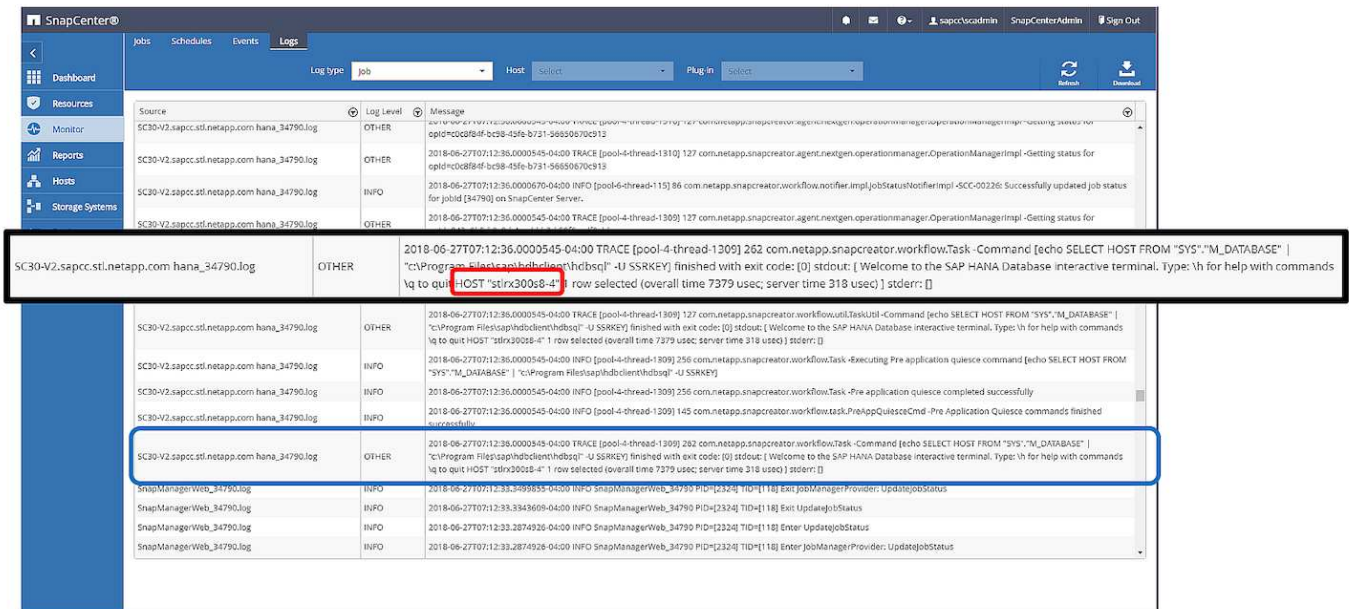 SnapCenter®
sapcc\scadmin SnapCenterAdmin Sign Out
Jobs Schedules Events Logs
Log type Job Host Select Plug-in Select Refresh Download
Dashboard
Resources
Monitor
Reports
Hosts
Storage Systems
Source Log Level Message
SC30-V2.sapcc.stl.netapp.com hana_34790.log OTHER
opId=c0c8f84f-bc98-45fe-b731-56650670c913
SC30-V2.sapcc.stl.netapp.com hana_34790.log OTHER 2018-06-27T07:12:36.0000545-04:00 TRACE [pool-4-thread-1310] 127 com.netapp.snapcreator.agent.nextgen.operationmanager.OperationManagerImpl -Getting status for
opId=c0c8f84f-bc98-45fe-b731-56650670c913
SC30-V2.sapcc.stl.netapp.com hana_34790.log INFO 2018-06-27T07:12:36.0000670-04:00 INFO [pool-6-thread-115] 86 com.netapp.snapcreator.workflow.notifier.impl.JobStatusNotifierImpl -SCC-00226: Successfully updated job status
for jobId [34790] on SnapCenter Server.
SC30-V2.sapcc.stl.netapp.com hana_34790.log OTHER 2018-06-27T07:12:36.0000545-04:00 TRACE [pool-4-thread-1309] 127 com.netapp.snapcreator.agent.nextgen.operationmanager.OperationManagerImpl -Getting status for
SC30-V2.sapcc.stl.netapp.com hana_34790.log OTHER 2018-06-27T07:12:36.0000545-04:00 TRACE [pool-4-thread-1309] 262 com.netapp.snapcreator.workflow.Task -Command [echo SELECT HOST FROM "SYS"."M_DATABASE" |
"c:\Program Files\sap\hdbclient\hdbsql" -U SSRKEY] finished with exit code: [0] stdout: [ Welcome to the SAP HANA Database interactive terminal. Type: \h for help with commands
\q to quit HOST "stlrx300s8-4" 1 row selected (overall time 7379 usec; server time 318 usec) ] stderr: []
SC30-V2.sapcc.stl.netapp.com hana_34790.log OTHER 2018-06-27T07:12:36.0000545-04:00 TRACE [pool-4-thread-1309] 127 com.netapp.snapcreator.workflow.util.TaskUtil -Command [echo SELECT HOST FROM "SYS"."M_DATABASE" |
"c:\Program Files\sap\hdbclient\hdbsql" -U SSRKEY] finished with exit code: [0] stdout: [ Welcome to the SAP HANA Database interactive terminal. Type: \h for help with commands
\q to quit HOST "stlrx300s8-4" 1 row selected (overall time 7379 usec; server time 318 usec) ] stderr: []
SC30-V2.sapcc.stl.netapp.com hana_34790.log INFO 2018-06-27T07:12:36.0000545-04:00 INFO [pool-4-thread-1309] 256 com.netapp.snapcreator.workflow.Task -Executing Pre application quiesce command [echo SELECT HOST FROM
"SYS"."M_DATABASE" | "c:\Program Files\sap\hdbclient\hdbsql" -U SSRKEY]
SC30-V2.sapcc.stl.netapp.com hana_34790.log INFO 2018-06-27T07:12:36.0000545-04:00 INFO [pool-4-thread-1309] 256 com.netapp.snapcreator.workflow.Task -Pre application quiesce completed successfully
SC30-V2.sapcc.stl.netapp.com hana_34790.log INFO 2018-06-27T07:12:36.0000545-04:00 INFO [pool-4-thread-1309] 145 com.netapp.snapcreator.workflow.task.PreAppQuiesceCmd -Pre Application Quiesce commands finished
successfully
SC30-V2.sapcc.stl.netapp.com hana_34790.log OTHER 2018-06-27T07:12:36.0000545-04:00 TRACE [pool-4-thread-1309] 262 com.netapp.snapcreator.workflow.Task -Command [echo SELECT HOST FROM "SYS"."M_DATABASE" |
"c:\Program Files\sap\hdbclient\hdbsql" -U SSRKEY] finished with exit code: [0] stdout: [ Welcome to the SAP HANA Database interactive terminal. Type: \h for help with commands
\q to quit HOST "stlrx300s8-4" 1 row selected (overall time 7379 usec; server time 318 usec) ] stderr: []
SnapManagerWeb_34790.log INFO 2018-06-27T07:12:33.3499855-04:00 INFO SnapManagerWeb_34790 PID=[2324] TID=[118] Exit JobManagerProvider: UpdateJobStatus
SnapManagerWeb_34790.log INFO 2018-06-27T07:12:33.3343609-04:00 INFO SnapManagerWeb_34790 PID=[2324] TID=[118] Exit UpdateJobStatus
SnapManagerWeb_34790.log INFO 2018-06-27T07:12:33.2874926-04:00 INFO SnapManagerWeb_34790 PID=[2324] TID=[118] Enter UpdateJobStatus
SnapManagerWeb_34790.log INFO 2018-06-27T07:12:33.2874926-04:00 INFO SnapManagerWeb_34790 PID=[2324] TID=[118] Enter JobManagerProvider: UpdateJobStatus